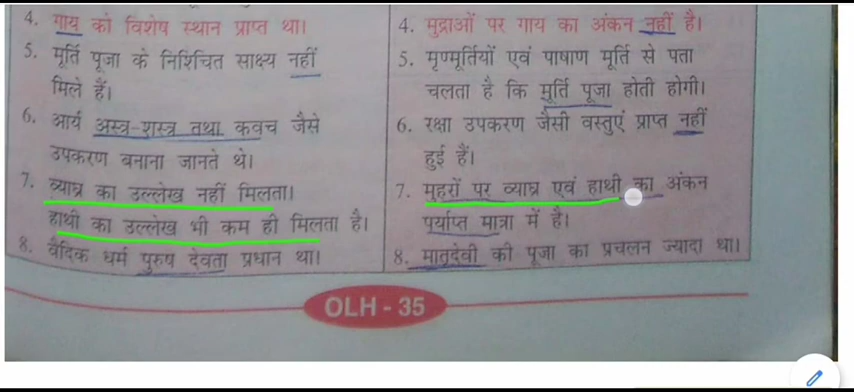 4. गाय को विशेष स्थान प्राप्त था।
5. मूर्ति पूजा के निश्चित साक्ष्य नहीं
मिले हैं।
6. आर्य अस्त्र-शस्त्र तथा कवच जैसे
उपकरण बनाना जानते थे।
7. व्याघ्र का उल्लेख नहीं मिलता।
हाथी का उल्लेख भी कम ही मिलता है।
8. वैदिक धर्म पुरुष देवता प्रधान था।
4. मुद्राओं पर गाय का अंकन नहीं है।
5. मृण्मूर्तियों एवं पाषाण मूर्ति से पता
चलता है कि मूर्ति पूजा होती होगी।
6. रक्षा उपकरण जैसी वस्तुएं प्राप्त नहीं
हुई हैं।
7. मुहरों पर व्याघ्र एवं हाथी का अंकन
पर्याप्त मात्रा में है।
8. मातृदेवी की पूजा का प्रचलन ज्यादा था।
OLH - 35